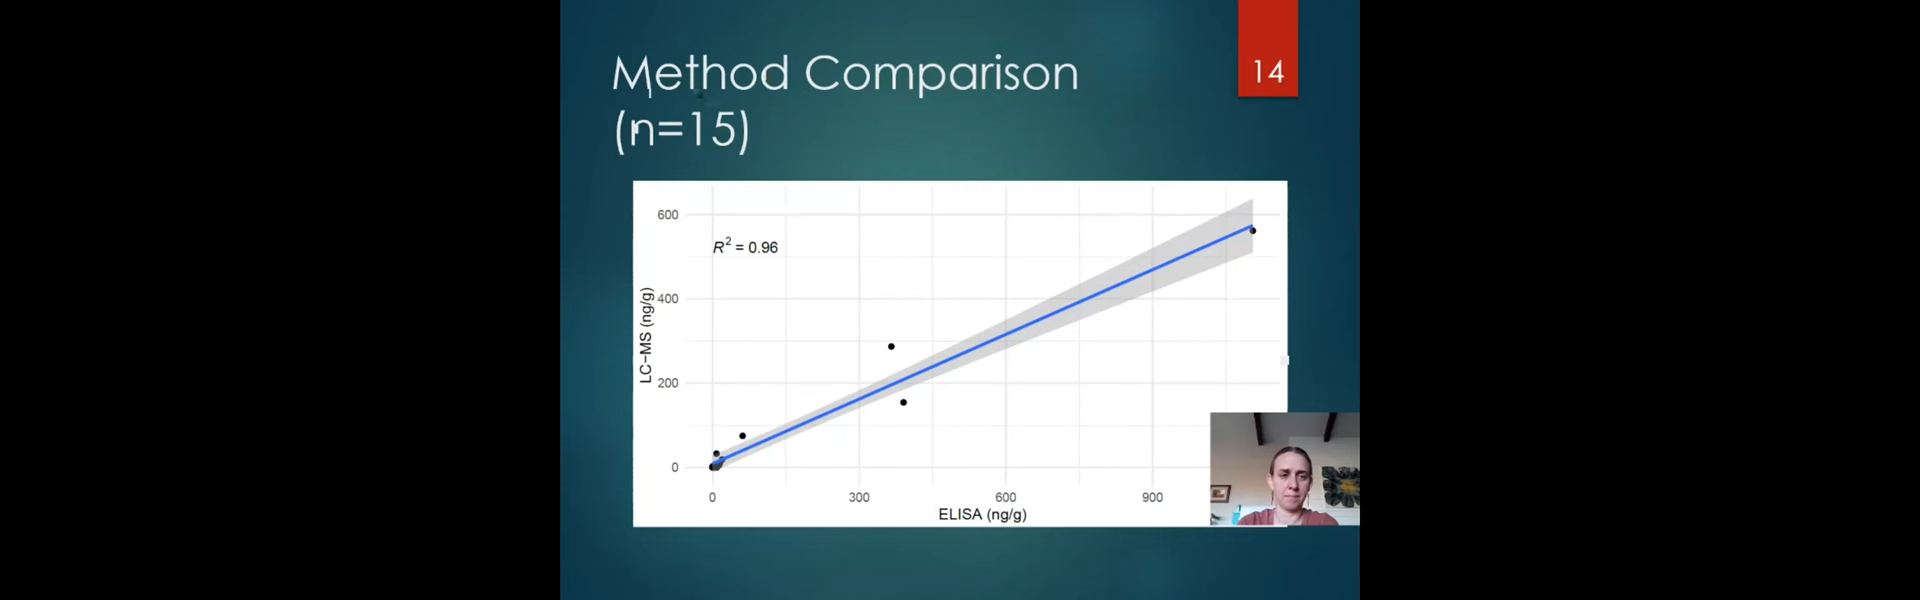 Method Comparison
(n=15)
14
R² = 0.96
LC-MS (ng/g)
600
400
200
0
0
300
600
900
ELISA (ng/g)